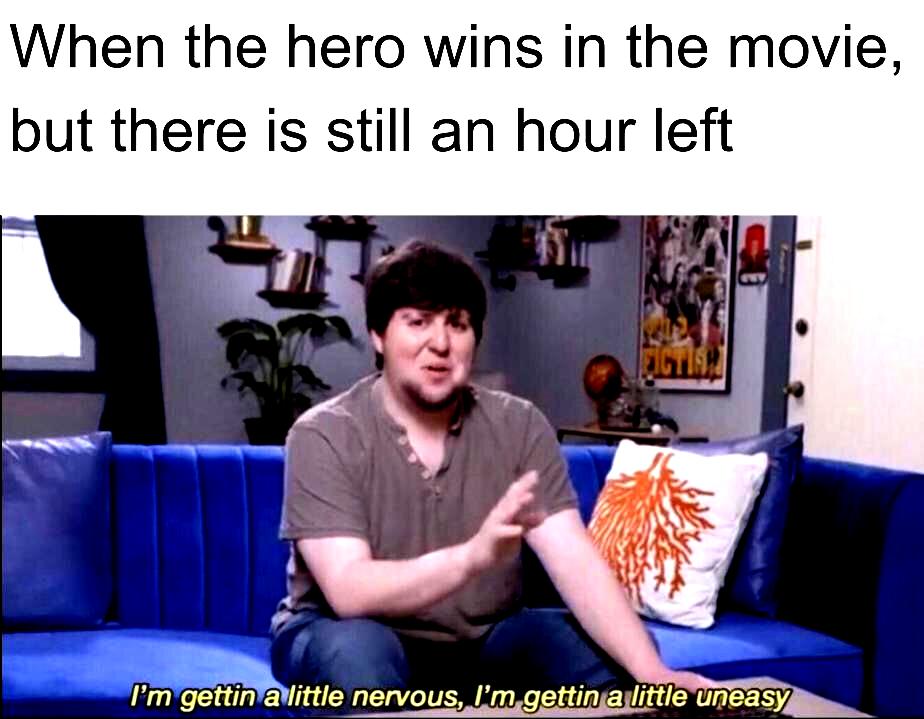 When the hero wins in the movie,
but there is still an hour left
FICTION
I'm gettin a little nervous, I'm gettin a little uneasy